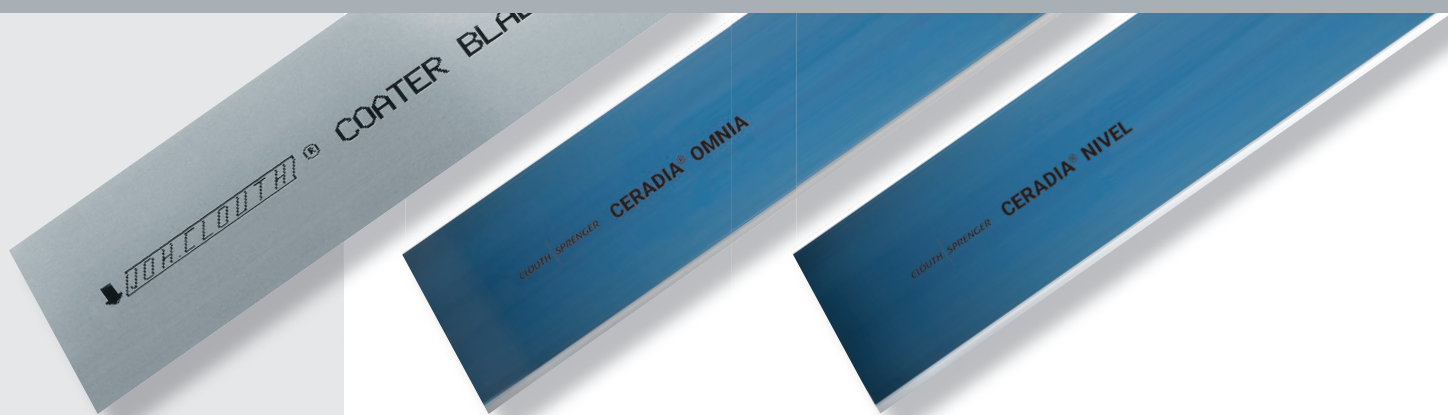 JOH.CLOUTH® COATER BLA
CLOUTH SPRENGER CERADIA® OMNIA
CLOUTH SPRENGER CERADIA® NIVEL